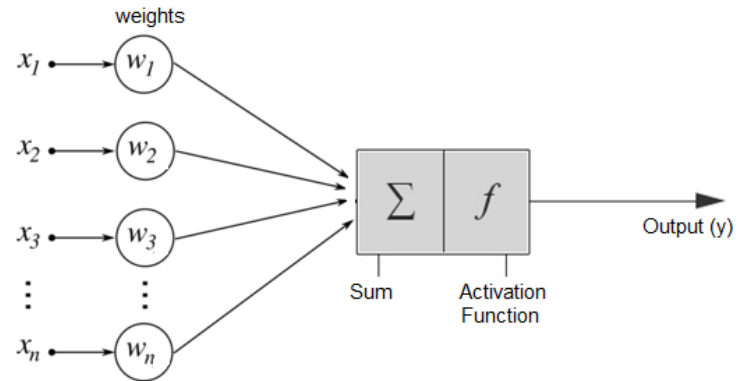 weights
x1 w1
x2 w2
x3 w3
⋮ ⋮
xn wn
Σ f
Output (y)
Sum Activation
Function